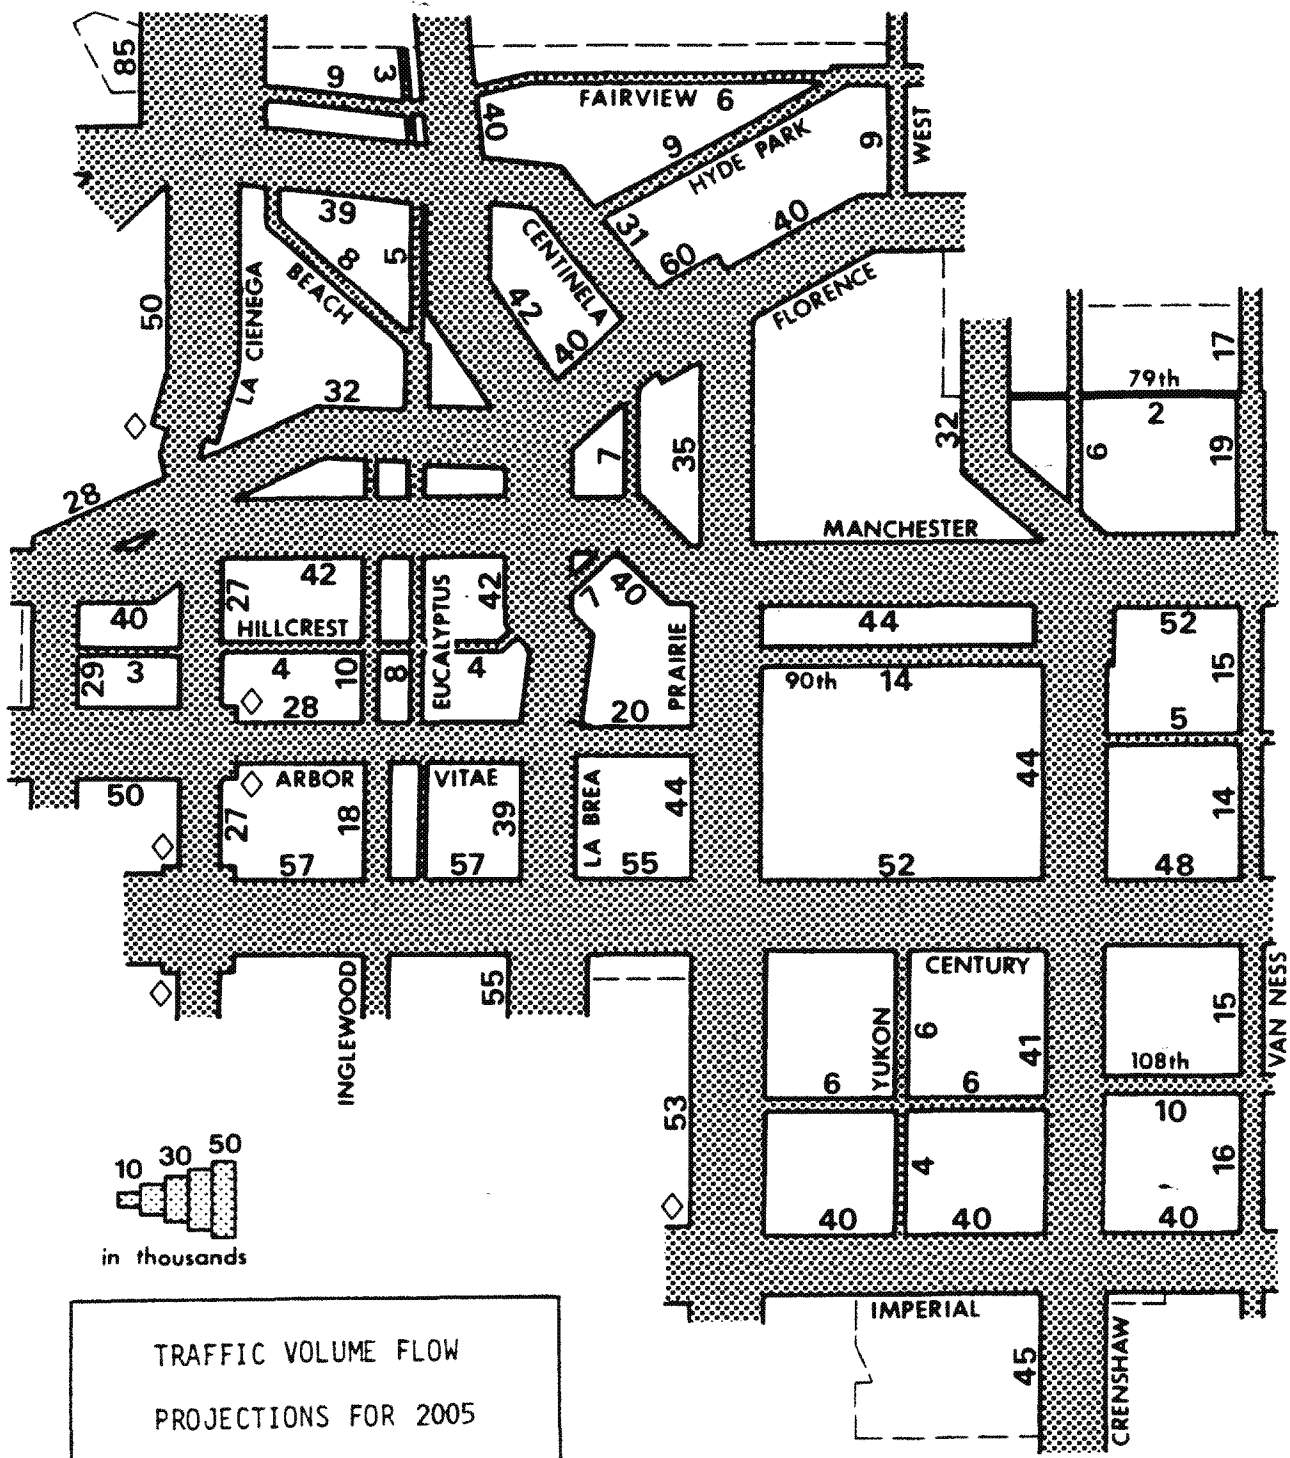 85
9
3
40
FAIRVIEW 6
9
HYDE PARK
9
WEST
39
8
5
BEACH
LA CIENEGA
50
CENTINELA
42
40
31
60
40
FLORENCE
32
28
7
35
32
17
79th
2
6
19
MANCHESTER
42
27
HILLCREST
40
29
3
4
10
28
8
EUCALYPTUS
42
4
7
40
PRAIRIE
20
44
90th
14
52
15
5
50
ARBOR
VITAE
27
18
57
39
57
LA BREA
44
55
44
52
14
48
INGLEWOOD
55
53
CENTURY
YUKON
6
41
6
6
15
VAN NESS
108th
10
4
16
40
40
40
IMPERIAL
45
CRENSHAW
10 30 50
in thousands
TRAFFIC VOLUME FLOW
PROJECTIONS FOR 2005